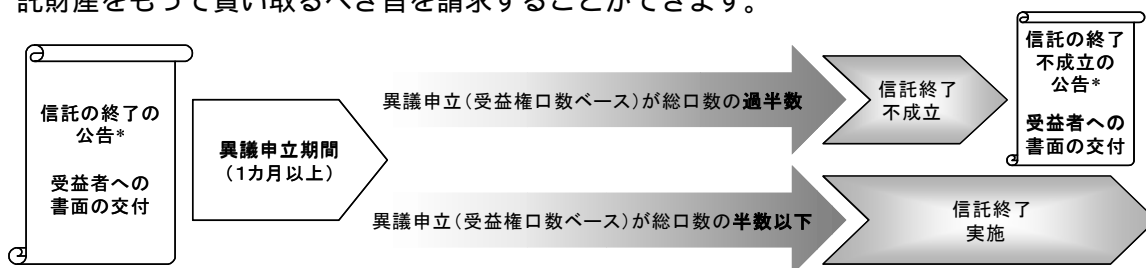 託財産をもって買い取るべき旨を請求することができます。
信託の終了の
公告*
受益者への
書面の交付
異議申立期間
（1カ月以上）
異議申立（受益権口数ベース）が総口数の過半数
信託終了
不成立
信託の終了
不成立の
公告*
受益者への
書面の交付
異議申立（受益権口数ベース）が総口数の半数以下
信託終了
実施